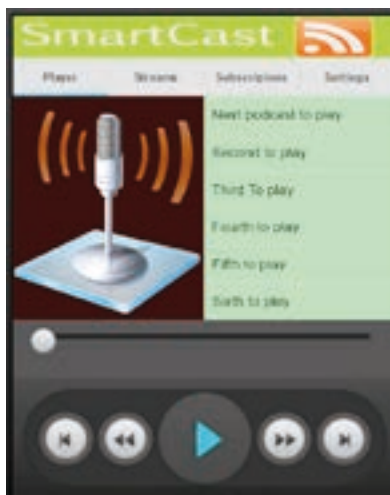 SmartCast
Player Streams Subscriptions Settings
Next podcast to play
Second to play
Third To play
Fourth to play
Fifth to play
Sixth to play